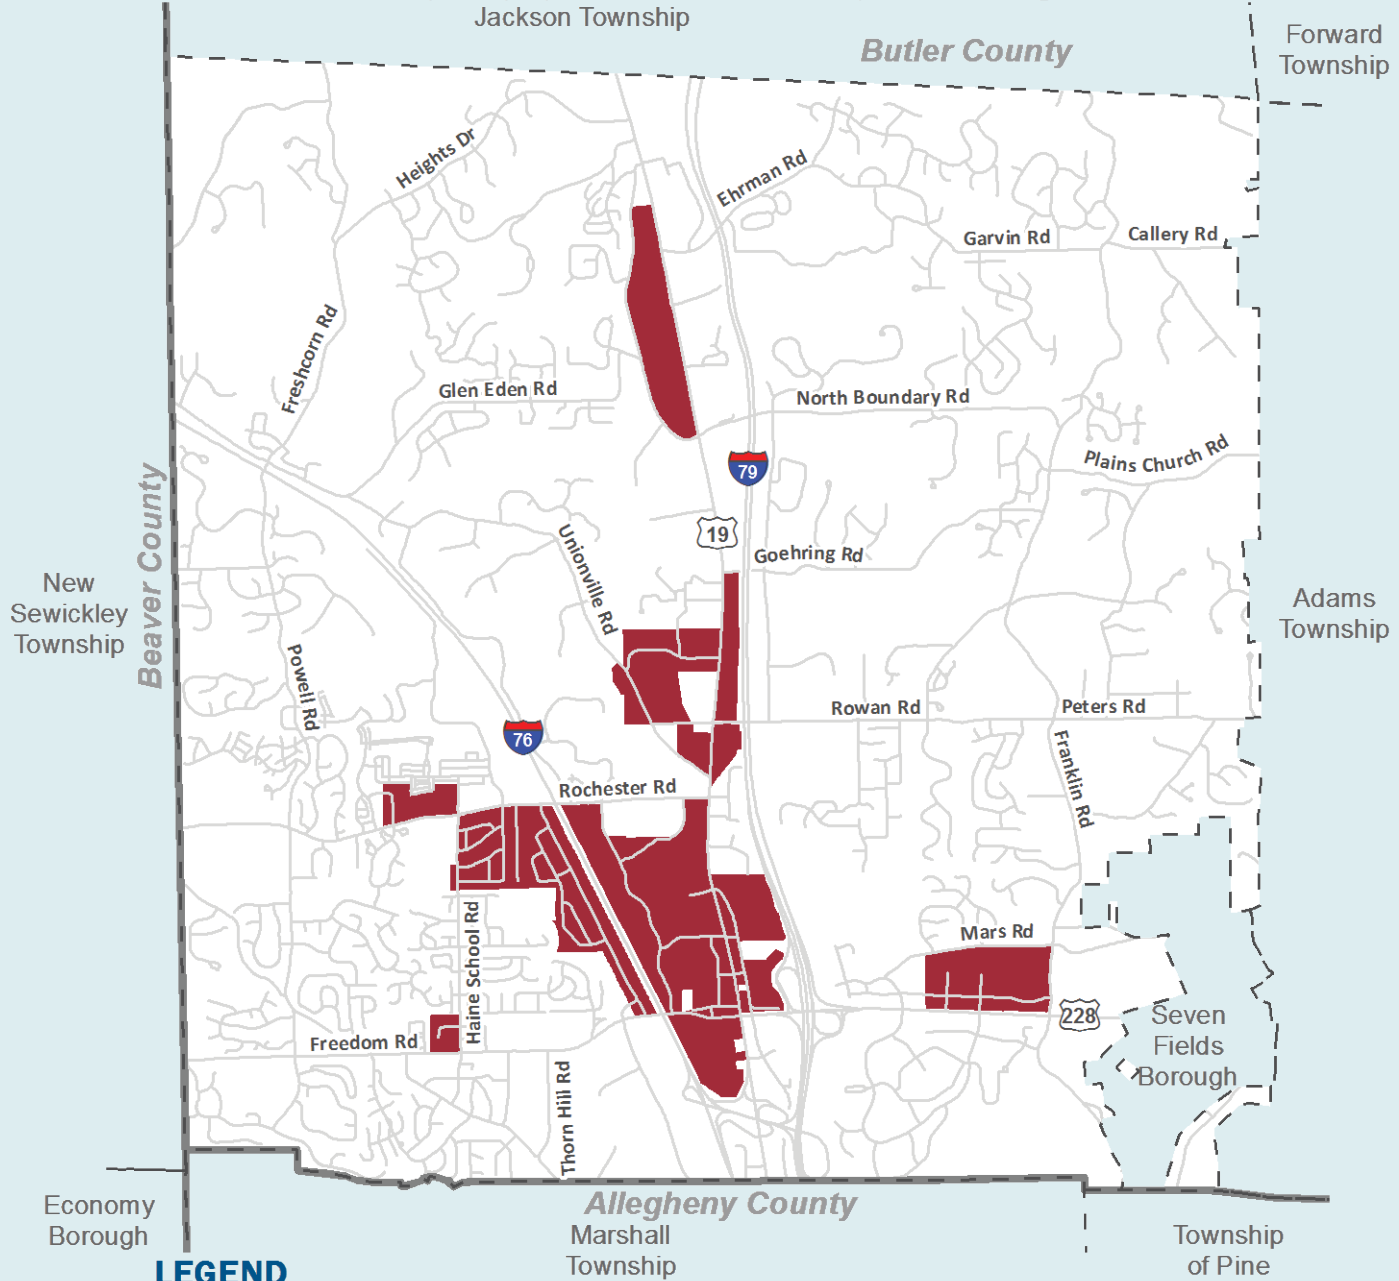 Jackson Township
Butler County
Forward
Township
Heights Dr
Ehrman Rd
Garvin Rd
Callery Rd
Freshcorn Rd
Glen Eden Rd
North Boundary Rd
Plains Church Rd
79
19
Goehring Rd
Unionville Rd
Beaver County
New
Sewickley
Township
Adams
Township
Powell Rd
Rowan Rd
Peters Rd
76
Franklin Rd
Rochester Rd
Haine School Rd
Mars Rd
228
Seven
Fields
Borough
Freedom Rd
Thorn Hill Rd
Allegheny County
Economy
Borough
Marshall
Township
Township
of Pine
LEGEND